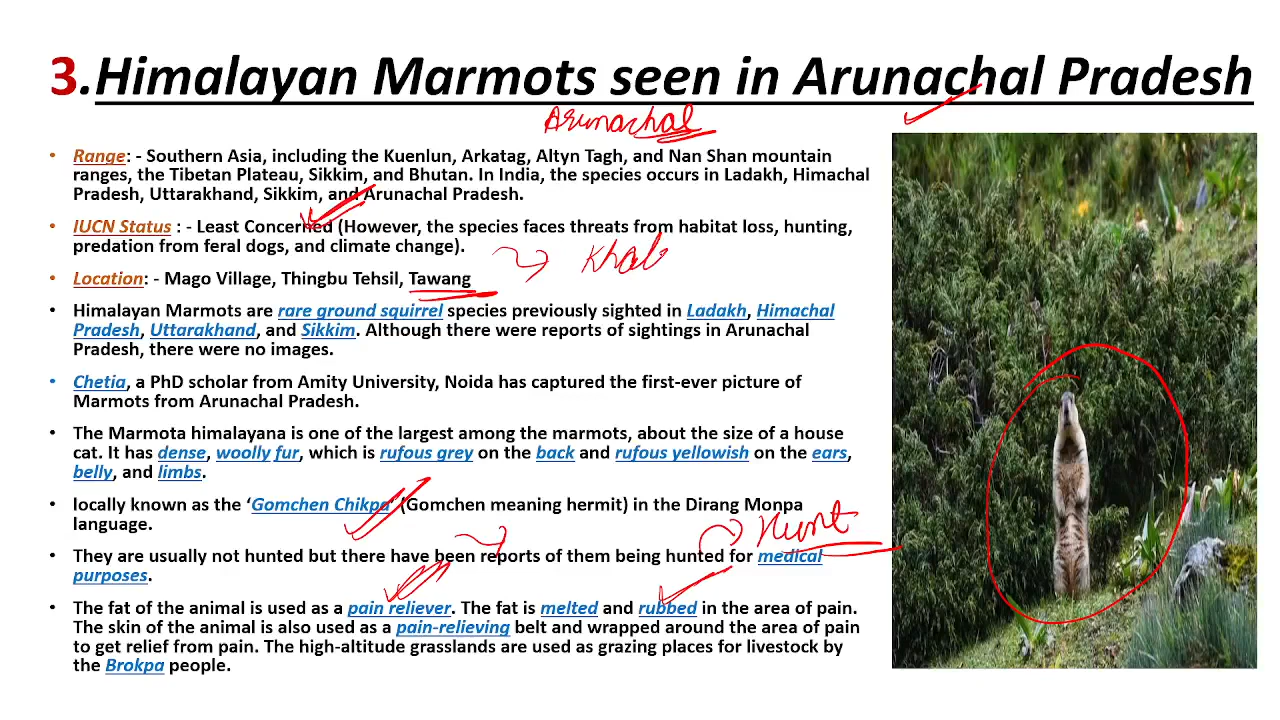 3.Himalayan Marmots seen in Arunachal Pradesh
Arunachal
• Range: - Southern Asia, including the Kuenlun, Arkatag, Altyn Tagh, and Nan Shan mountain
ranges, the Tibetan Plateau, Sikkim, and Bhutan. In India, the species occurs in Ladakh, Himachal
Pradesh, Uttarakhand, Sikkim, and Arunachal Pradesh.
• IUCN Status : - Least Concerned (However, the species faces threats from habitat loss, hunting,
predation from feral dogs, and climate change).
• Location: - Mago Village, Thingbu Tehsil, Tawang
• Himalayan Marmots are rare ground squirrel species previously sighted in Ladakh, Himachal
Pradesh, Uttarakhand, and Sikkim. Although there were reports of sightings in Arunachal
Pradesh, there were no images.
• Chetia, a PhD scholar from Amity University, Noida has captured the first-ever picture of
Marmots from Arunachal Pradesh.
• The Marmota himalayana is one of the largest among the marmots, about the size of a house
cat. It has dense, woolly fur, which is rufous grey on the back and rufous yellowish on the ears,
belly, and limbs.
• locally known as the ‘Gomchen Chikpa’ (Gomchen meaning hermit) in the Dirang Monpa
language.
Hunt
• They are usually not hunted but there have been reports of them being hunted for medical
purposes.
• The fat of the animal is used as a pain reliever. The fat is melted and rubbed in the area of pain.
The skin of the animal is also used as a pain-relieving belt and wrapped around the area of pain
to get relief from pain. The high-altitude grasslands are used as grazing places for livestock by
the Brokpa people.